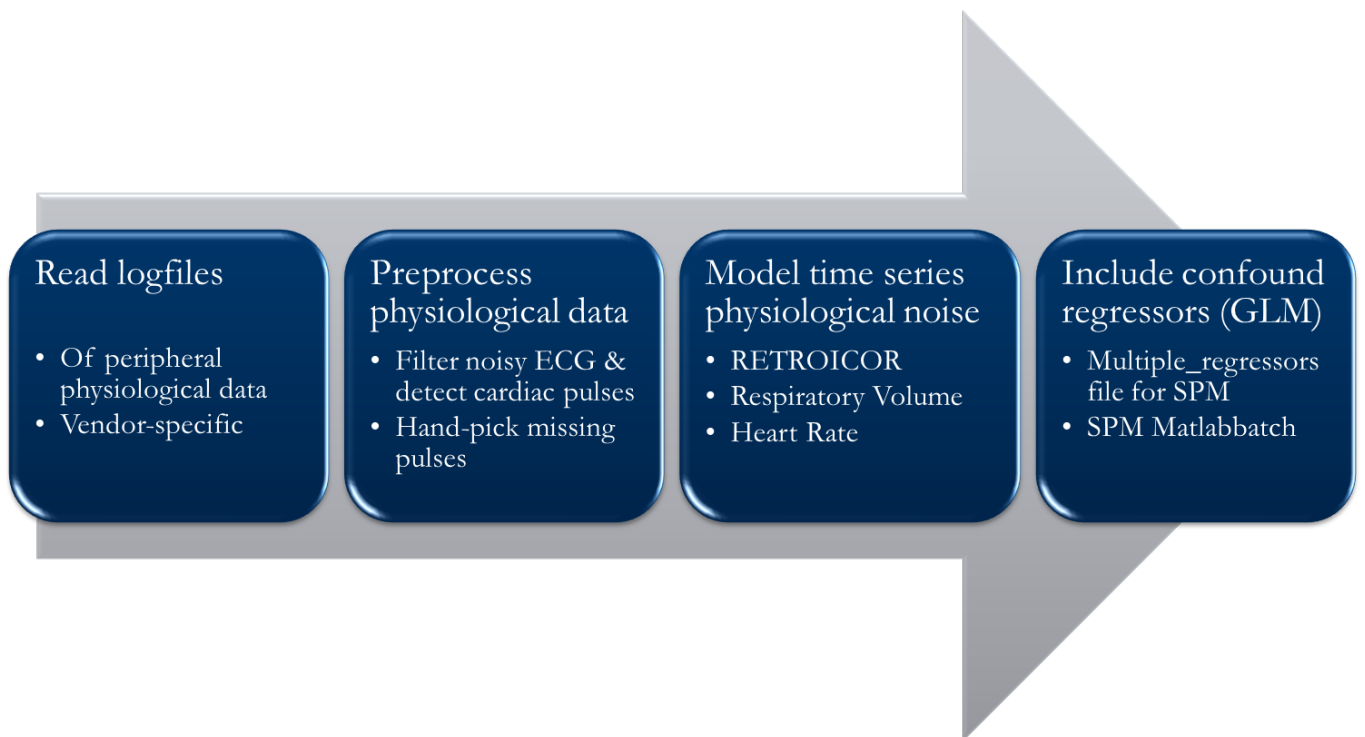 Read logfiles
• Of peripheral
physiological data
• Vendor-specific
Preprocess
physiological data
• Filter noisy ECG &
detect cardiac pulses
• Hand-pick missing
pulses
Model time series
physiological noise
• RETROICOR
• Respiratory Volume
• Heart Rate
Include confound
regressors (GLM)
• Multiple_regressors
file for SPM
• SPM Matlabbatch